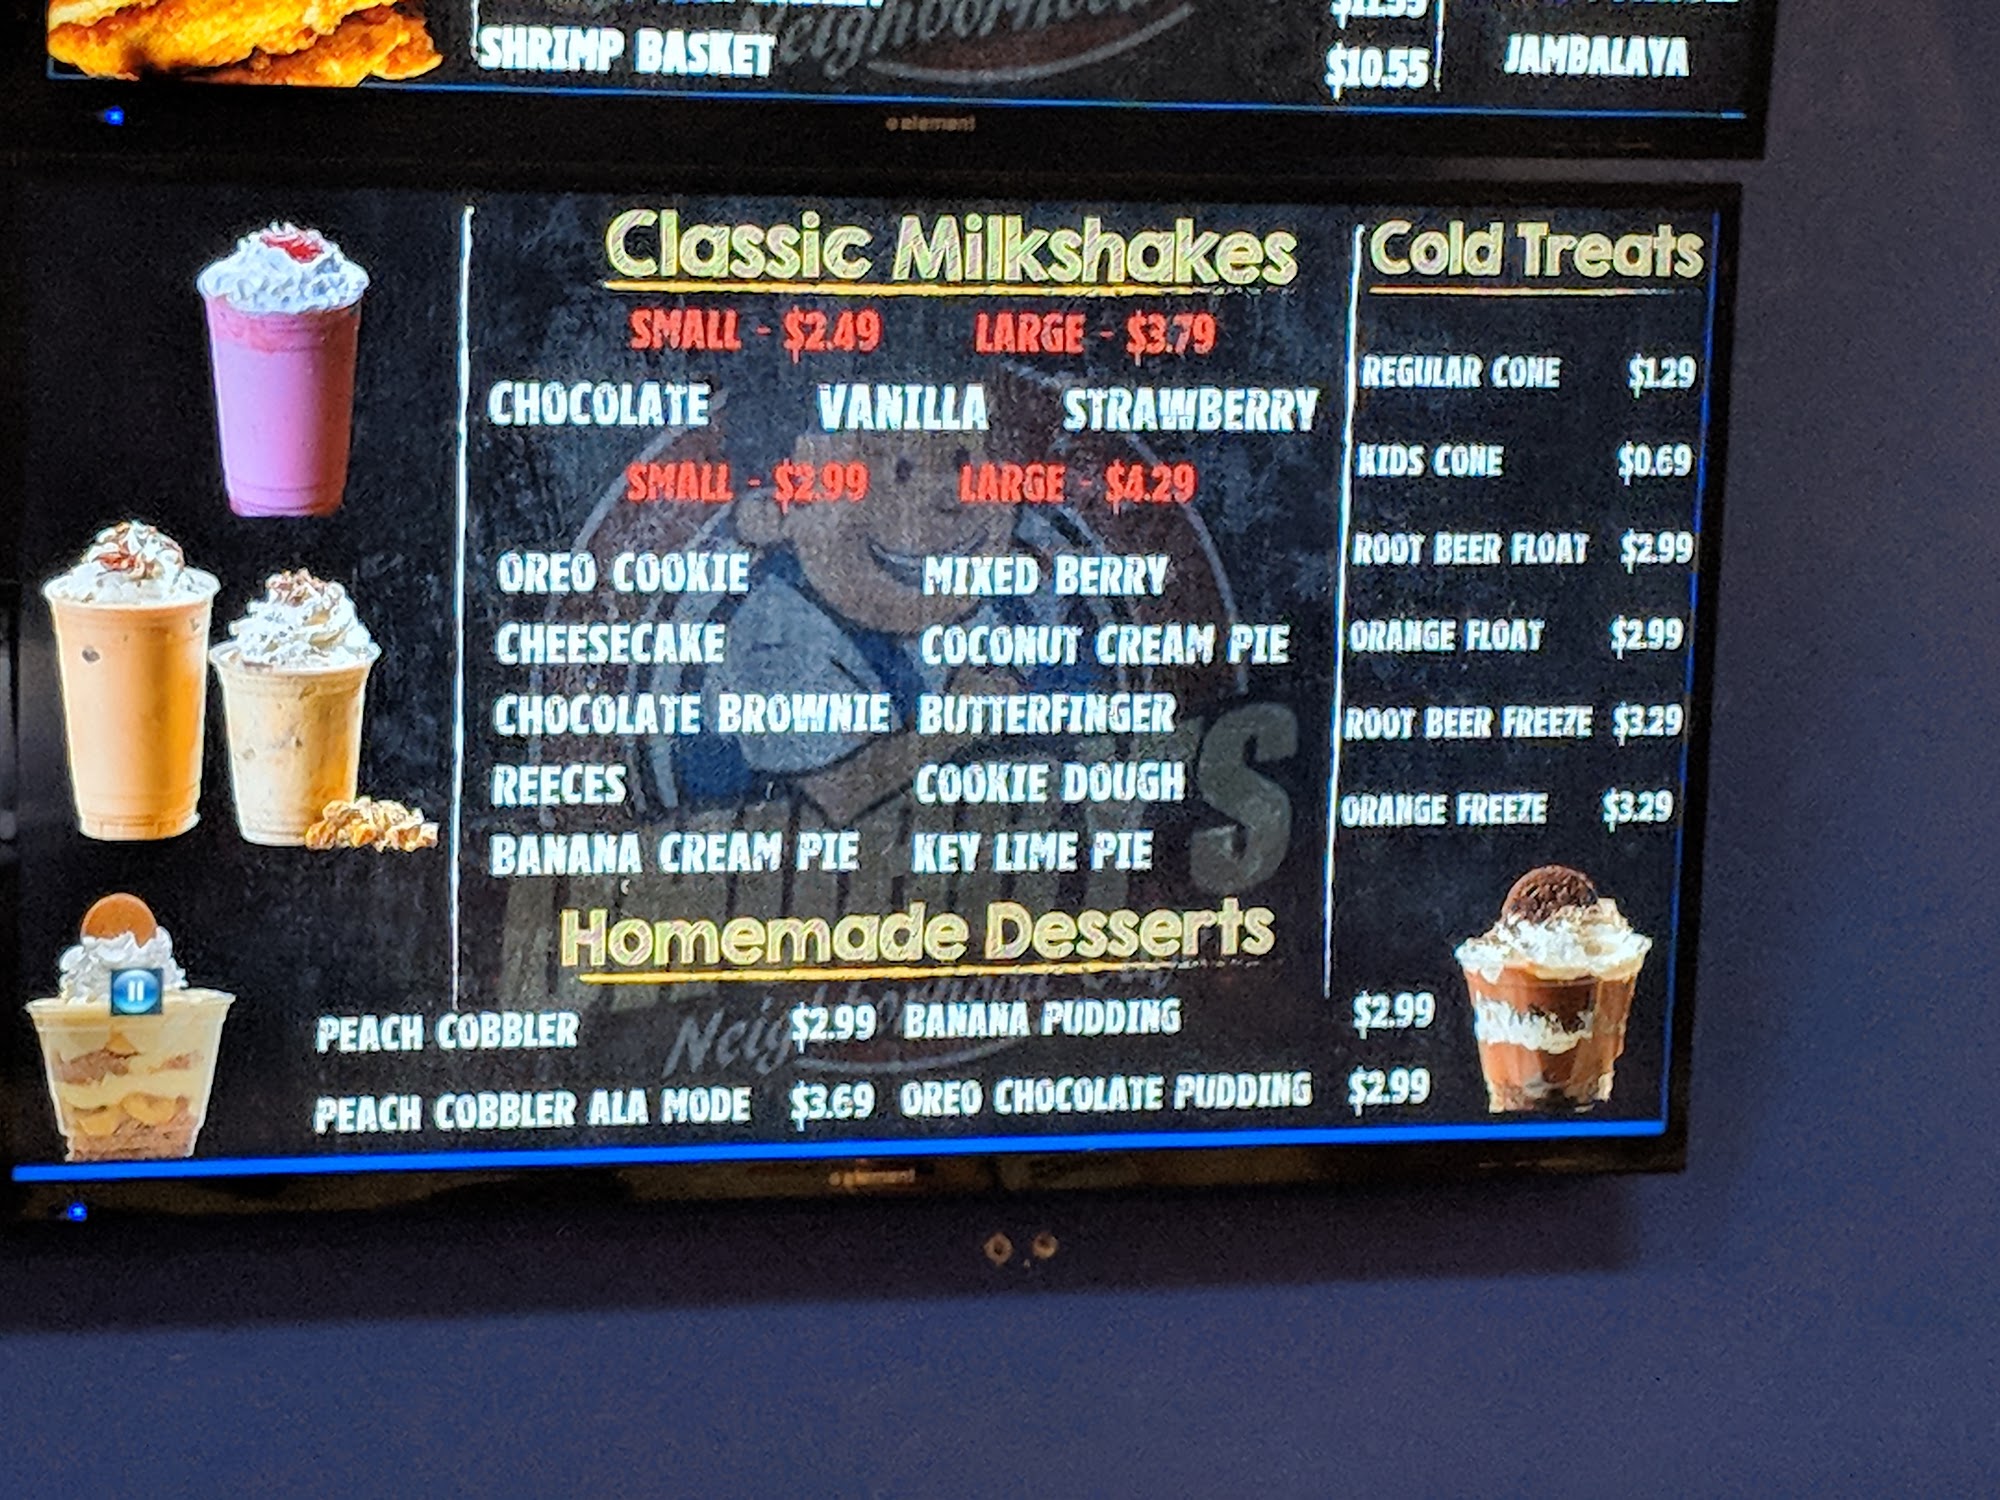 SHRIMP BASKET $10.55
JAMBALAYA
element
Classic Milkshakes
SMALL - $2.49 LARGE - $3.79
CHOCOLATE VANILLA STRAWBERRY
SMALL - $2.99 LARGE - $4.29
OREO COOKIE MIXED BERRY
CHEESECAKE COCONUT CREAM PIE
CHOCOLATE BROWNIE BUTTERFINGER
REECES COOKIE DOUGH
BANANA CREAM PIE KEY LIME PIE
Cold Treats
REGULAR CONE $1.29
KIDS CONE $0.69
ROOT BEER FLOAT $2.99
ORANGE FLOAT $2.99
ROOT BEER FREEZE $3.29
ORANGE FREEZE $3.29
Homemade Desserts
PEACH COBBLER $2.99 BANANA PUDDING $2.99
PEACH COBBLER ALA MODE $3.69 OREO CHOCOLATE PUDDING $2.99
element